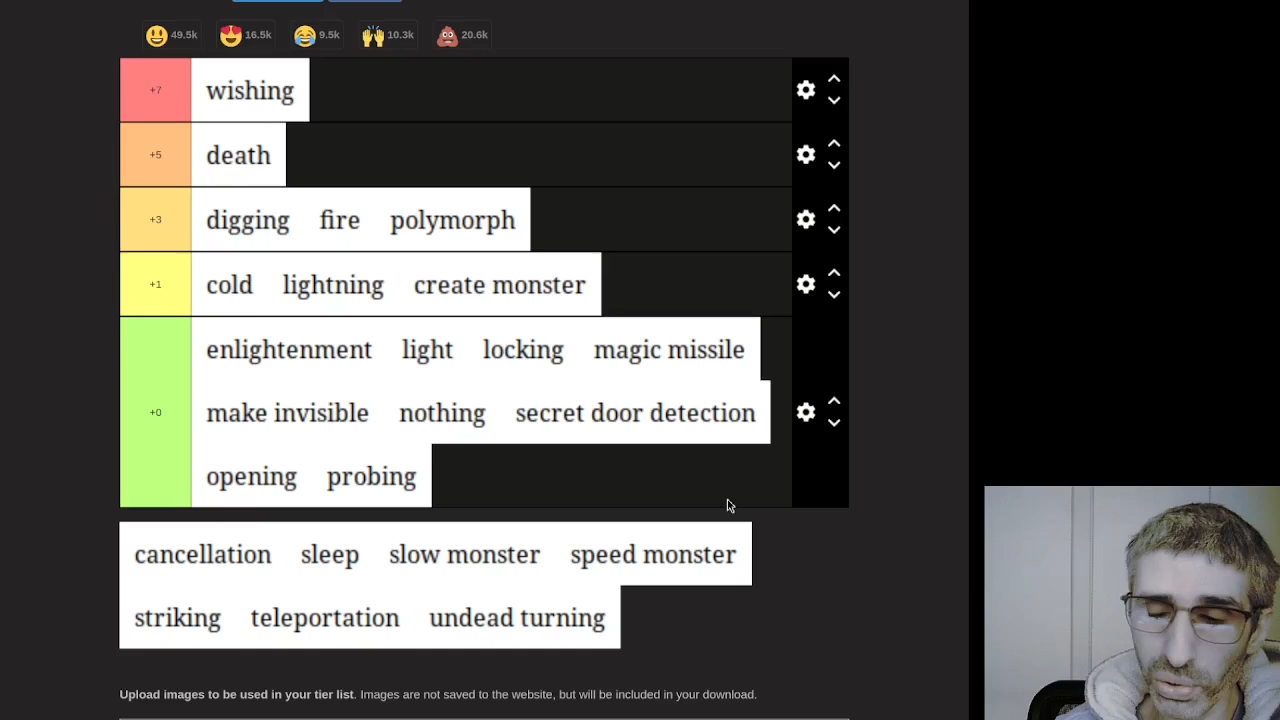 49.5k 16.5k 9.5k 10.3k 20.6k
+7 wishing
+5 death
+3 digging fire polymorph
+1 cold lightning create monster
enlightenment light locking magic missile
+0 make invisible nothing secret door detection
opening probing
cancellation sleep slow monster speed monster
striking teleportation undead turning
Upload images to be used in your tier list. Images are not saved to the website, but will be included in your download.